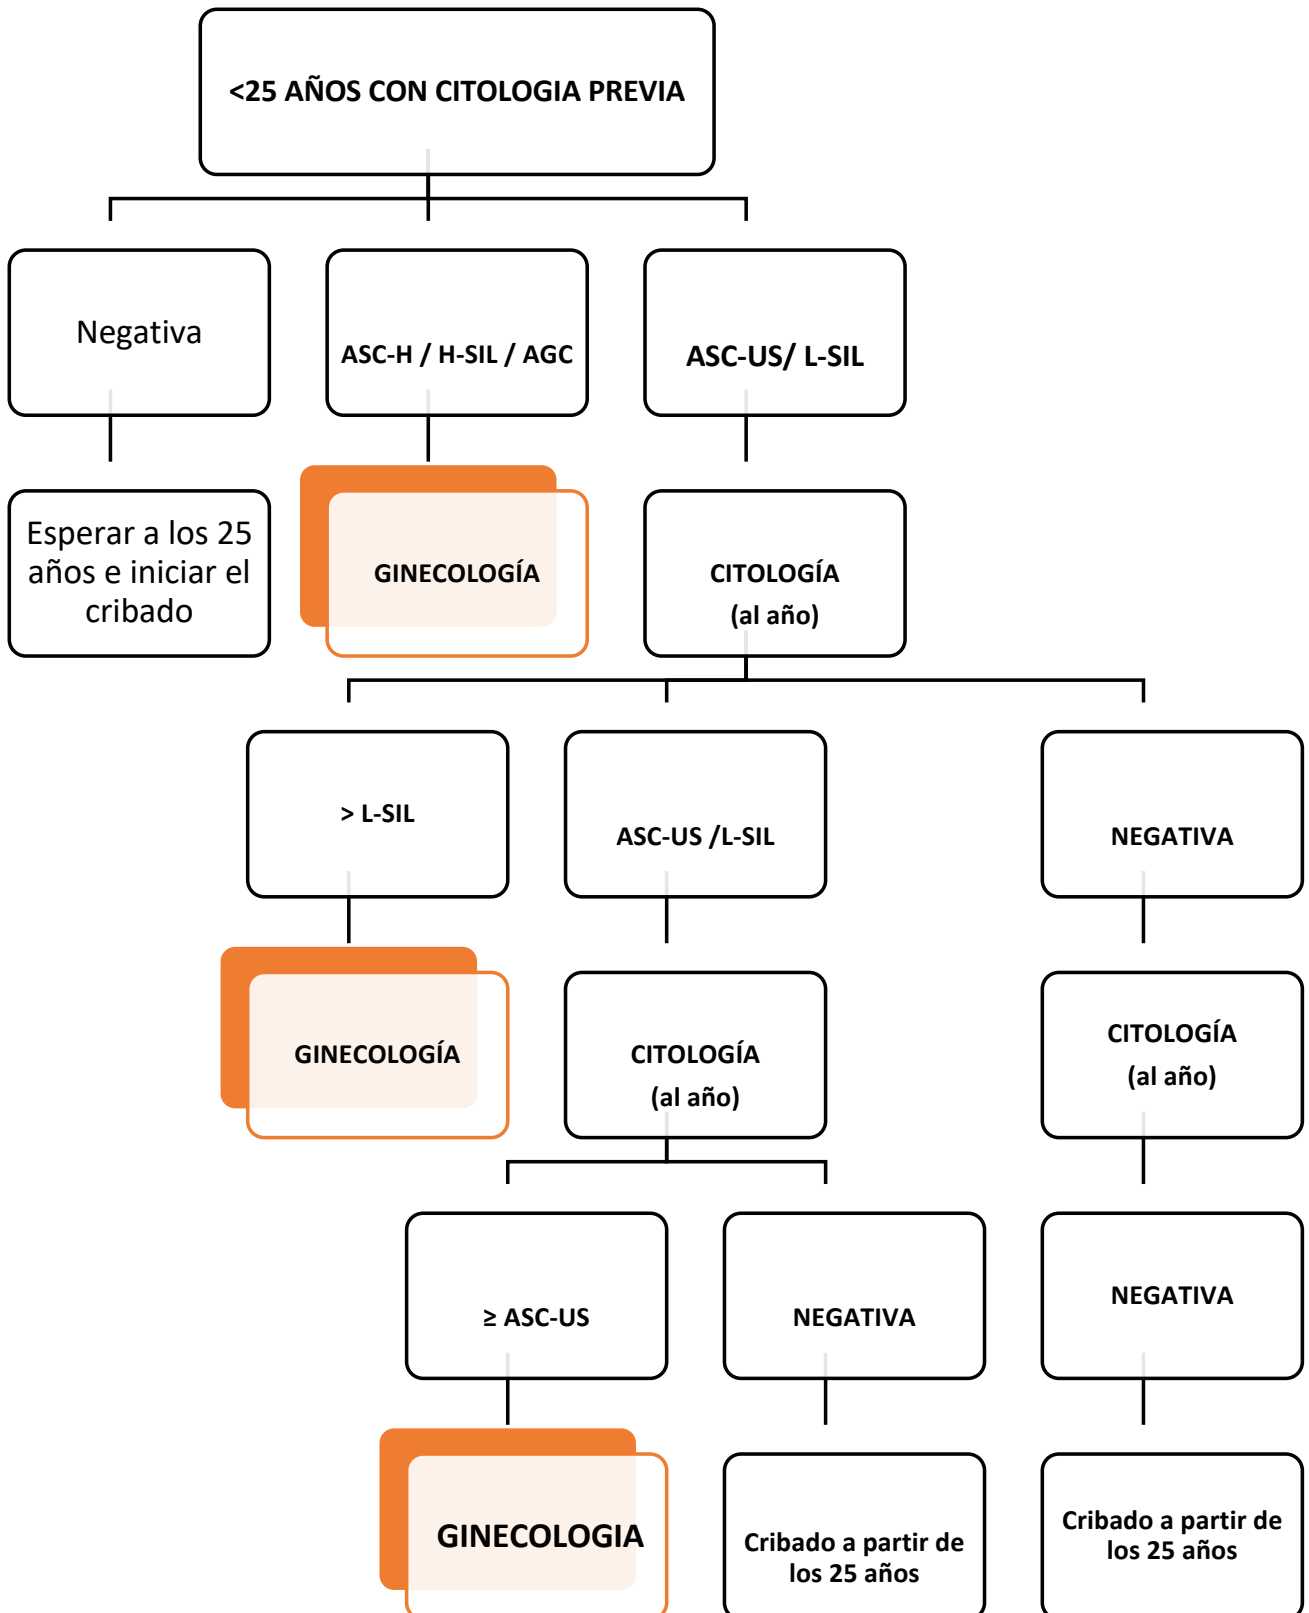 <25 AÑOS CON CITOLOGIA PREVIA
Negativa
ASC-H / H-SIL / AGC
ASC-US/ L-SIL
Esperar a los 25
años e iniciar el
cribado
GINECOLOGÍA
CITOLOGÍA
(al año)
> L-SIL
ASC-US /L-SIL
NEGATIVA
GINECOLOGÍA
CITOLOGÍA
(al año)
CITOLOGÍA
(al año)
≥ ASC-US
NEGATIVA
NEGATIVA
GINECOLOGIA
Cribado a partir de
los 25 años
Cribado a partir de
los 25 años